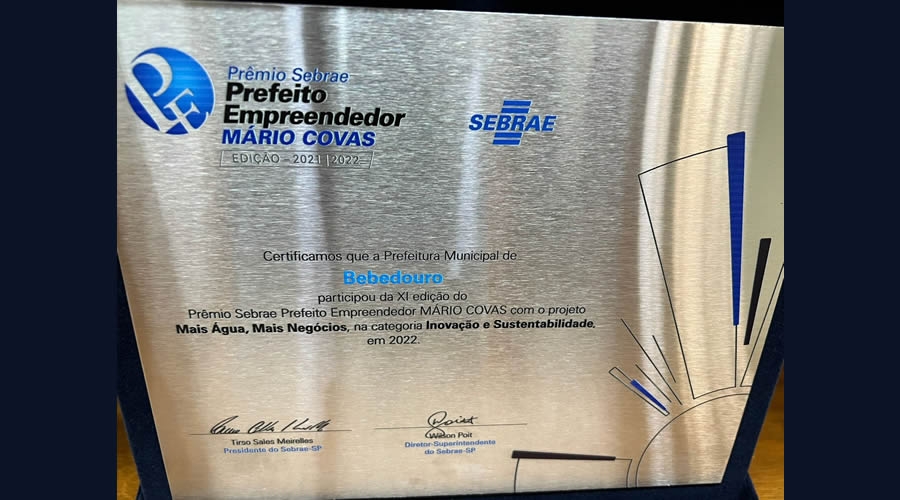 PE
Prêmio Sebrae
Prefeito
Empreendedor
MÁRIO COVAS
EDIÇÃO - 2021 | 2022
SEBRAE
Certificamos que a Prefeitura Municipal de
Bebedouro
participou da XI edição do
Prêmio Sebrae Prefeito Empreendedor MÁRIO COVAS com o projeto
Mais Água, Mais Negócios, na categoria Inovação e Sustentabilidade,
em 2022.
Tirso Sales Meirelles
Presidente do Sebrae-SP
Wilson Poit
Diretor-Superintendente
do Sebrae-SP